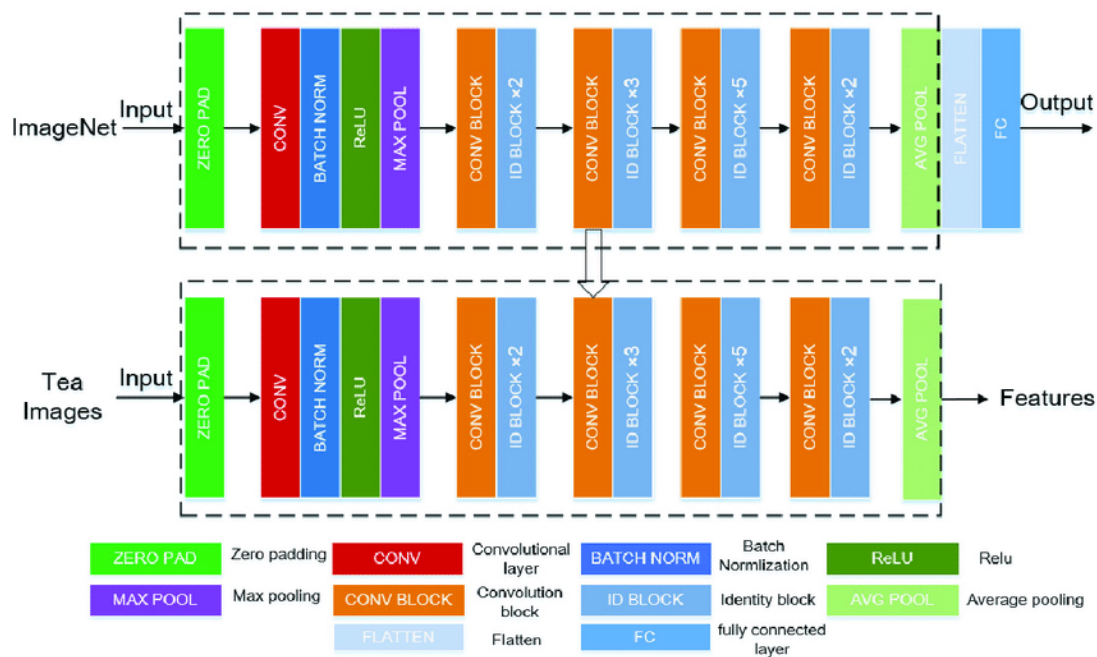 ImageNet
Input
ZERO PAD
CONV
BATCH NORM
ReLU
MAX POOL
CONV BLOCK
ID BLOCK ×2
CONV BLOCK
ID BLOCK ×3
CONV BLOCK
ID BLOCK ×5
CONV BLOCK
ID BLOCK ×2
AVG POOL
FLATTEN
FC
Output
Tea
Images
Input
ZERO PAD
CONV
BATCH NORM
ReLU
MAX POOL
CONV BLOCK
ID BLOCK ×2
CONV BLOCK
ID BLOCK ×3
CONV BLOCK
ID BLOCK ×5
CONV BLOCK
ID BLOCK ×2
AVG POOL
Features
ZERO PAD
Zero padding
CONV
Convolutional
layer
BATCH NORM
Batch
Normlization
ReLU
Relu
MAX POOL
Max pooling
CONV BLOCK
Convolution
block
ID BLOCK
Identity block
AVG POOL
Average pooling
FLATTEN
Flatten
FC
fully connected
layer